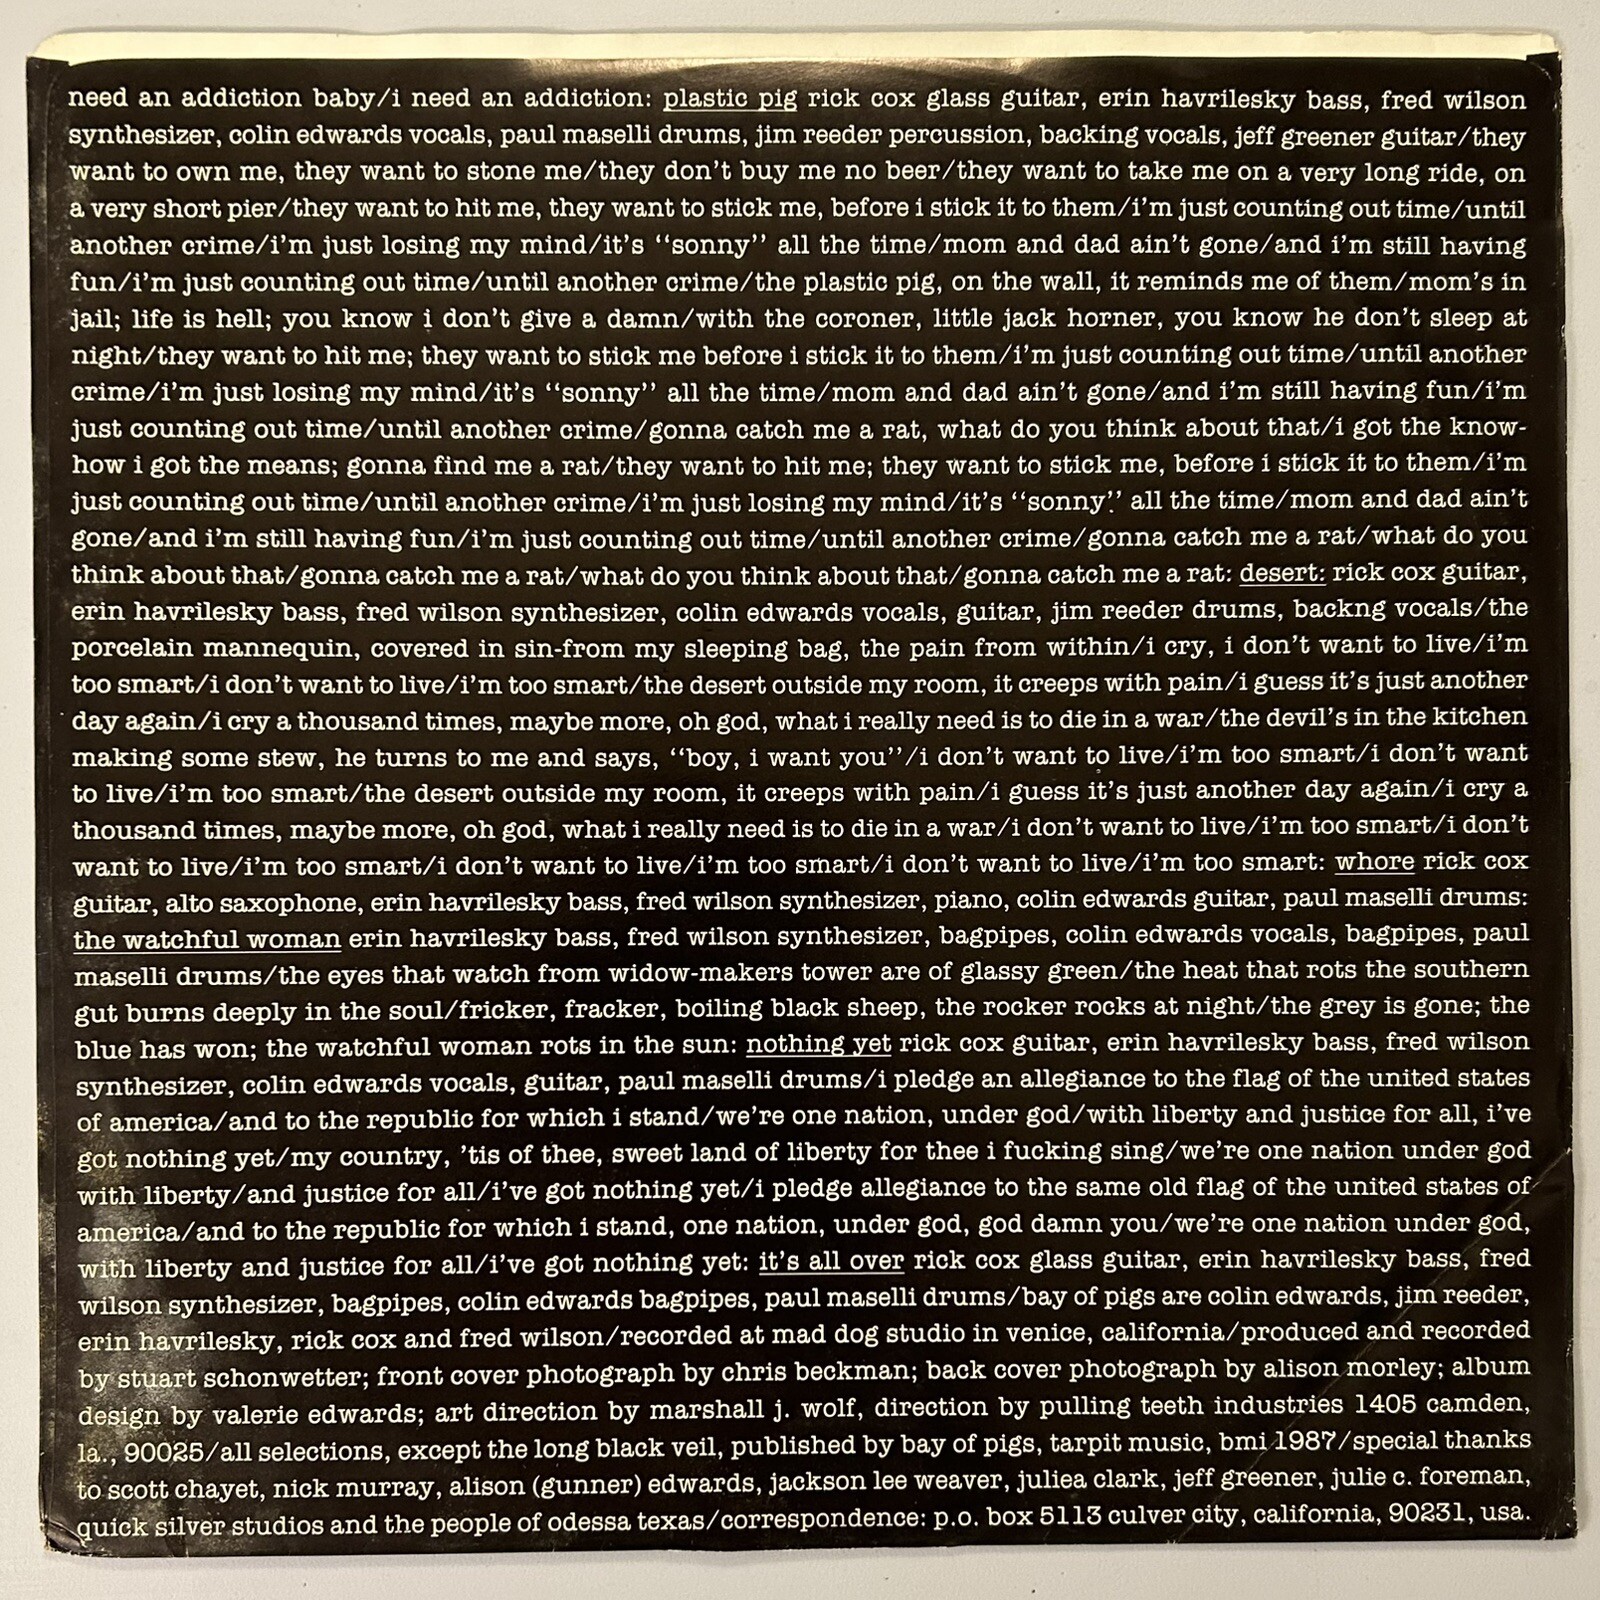 need an addiction baby/i need an addiction: plastic pig rick cox glass guitar, erin havrilesky bass, fred wilson
synthesizer, colin edwards vocals, paul maselli drums, jim reeder percussion, backing vocals, jeff greener guitar/they
want to own me, they want to stone me/they don't buy me no beer/they want to take me on a very long ride, on
a very short pier/they want to hit me, they want to stick me, before i stick it to them/i'm just counting out time/until
another crime/i'm just losing my mind/it's "sonny" all the time/mom and dad ain't gone/and i'm still having
fun/i'm just counting out time/until another crime/the plastic pig, on the wall, it reminds me of them/mom's in
jail; life is hell; you know i don't give a damn/with the coroner, little jack horner, you know he don't sleep at
night/they want to hit me; they want to stick me before i stick it to them/i'm just counting out time/until another
crime/i'm just losing my mind/it's "sonny" all the time/mom and dad ain't gone/and i'm still having fun/i'm
just counting out time/until another crime/gonna catch me a rat, what do you think about that/i got the know-
how i got the means; gonna find me a rat/they want to hit me; they want to stick me, before i stick it to them/i'm
just counting out time/until another crime/i'm just losing my mind/it's "sonny" all the time/mom and dad ain't
gone/and i'm still having fun/i'm just counting out time/until another crime/gonna catch me a rat/what do you
think about that/gonna catch me a rat/what do you think about that/gonna catch me a rat: desert: rick cox guitar,
erin havrilesky bass, fred wilson synthesizer, colin edwards vocals, guitar, jim reeder drums, backng vocals/the
porcelain mannequin, covered in sin-from my sleeping bag, the pain from within/i cry, i don't want to live/i'm
too smart/i don't want to live/i'm too smart/the desert outside my room, it creeps with pain/i guess it's just another
day again/i cry a thousand times, maybe more, oh god, what i really need is to die in a war/the devil's in the kitchen
making some stew, he turns to me and says, "boy, i want you"/i don't want to live/i'm too smart/i don't want
to live/i'm too smart/the desert outside my room, it creeps with pain/i guess it's just another day again/i cry a
thousand times, maybe more, oh god, what i really need is to die in a war/i don't want to live/i'm too smart/i don't
want to live/i'm too smart/i don't want to live/i'm too smart/i don't want to live/i'm too smart: whore rick cox
guitar, alto saxophone, erin havrilesky bass, fred wilson synthesizer, piano, colin edwards guitar, paul maselli drums:
the watchful woman erin havrilesky bass, fred wilson synthesizer, bagpipes, colin edwards vocals, bagpipes, paul
maselli drums/the eyes that watch from widow-makers tower are of glassy green/the heat that rots the southern
gut burns deeply in the soul/fricker, fracker, boiling black sheep, the rocker rocks at night/the grey is gone; the
blue has won; the watchful woman rots in the sun: nothing yet rick cox guitar, erin havrilesky bass, fred wilson
synthesizer, colin edwards vocals, guitar, paul maselli drums/i pledge an allegiance to the flag of the united states
of america/and to the republic for which i stand/we're one nation, under god/with liberty and justice for all, i've
got nothing yet/my country, 'tis of thee, sweet land of liberty for thee i fucking sing/we're one nation under god
with liberty/and justice for all/i've got nothing yet/i pledge allegiance to the same old flag of the united states of
america/and to the republic for which i stand, one nation, under god, god damn you/we're one nation under god,
with liberty and justice for all/i've got nothing yet: it's all over rick cox glass guitar, erin havrilesky bass, fred
wilson synthesizer, bagpipes, colin edwards bagpipes, paul maselli drums/bay of pigs are colin edwards, jim reeder,
erin havrilesky, rick cox and fred wilson/recorded at mad dog studio in venice, california/produced and recorded
by stuart schonwetter; front cover photograph by chris beckman; back cover photograph by alison morley; album
design by valerie edwards; art direction by marshall j. wolf, direction by pulling teeth industries 1405 camden,
la., 90025/all selections, except the long black veil, published by bay of pigs, tarpit music, bmi 1987/special thanks
to scott chayet, nick murray, alison (gunner) edwards, jackson lee weaver, juliea clark, jeff greener, julie c. foreman,
quick silver studios and the people of odessa texas/correspondence: p.o. box 5113 culver city, california, 90231, usa.